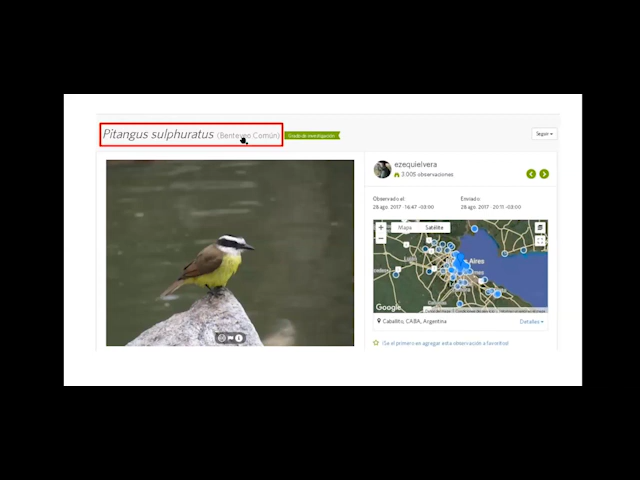 Pitangus sulphuratus (Benteveo Común)
Grado de investigación
Seguir
ezequielvera
3.005 observaciones
Observado el:
28 ago. 2017 · 16:47 -03:00
Enviado:
28 ago. 2017 · 20:11 -03:00
Mapa
Satélite
Aires
Google
Caballito, CABA, Argentina
Detalles
¡Sé el primero en agregar esta observación a favoritos!